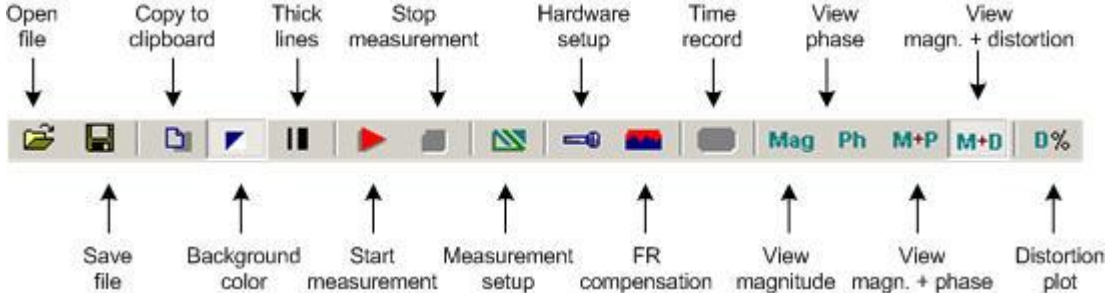 Open Copy to Thick Stop Hardware Time View View
file clipboard lines measurement setup record phase magn. + distortion
Mag Ph M+P M+D D%
Save Background Start Measurement FR View View Distortion
file color measurement setup compensation magnitude magn. + phase plot